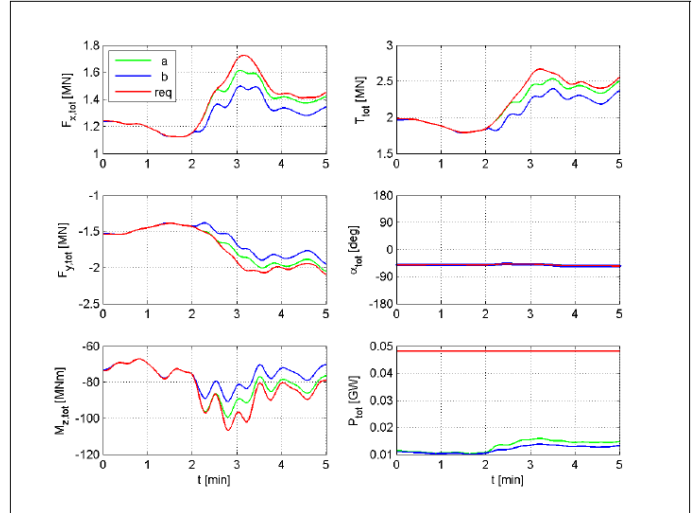 F_x,tot [MN]
1.8
1.6
1.4
1.2
1
0 1 2 3 4 5
a
b
req
T_tot [MN]
3
2.5
2
1.5
0 1 2 3 4 5
t [min]
F_y,tot [MN]
-1
-1.5
-2
-2.5
0 1 2 3 4 5
α_tot [deg]
180
90
0
-90
-180
0 1 2 3 4 5
M_z,tot [MNm]
-60
-80
-100
-120
0 1 2 3 4 5
t [min]
P_tot [GW]
0.05
0.04
0.03
0.02
0.01
0 1 2 3 4 5
t [min]